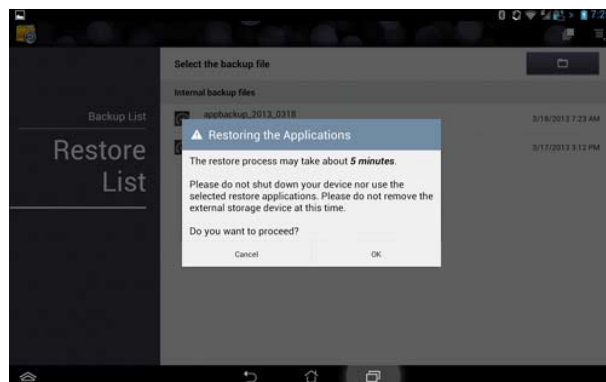 7:2
Select the backup file
Internal backup files
Backup List
appbackup_2013_0318
3/18/2013 7:23 AM
Restore
List
3/17/2013 3:12 PM
Restoring the Applications
The restore process may take about 5 minutes.
Please do not shut down your device nor use the
selected restore applications. Please do not remove the
external storage device at this time.
Do you want to proceed?
Cancel
OK